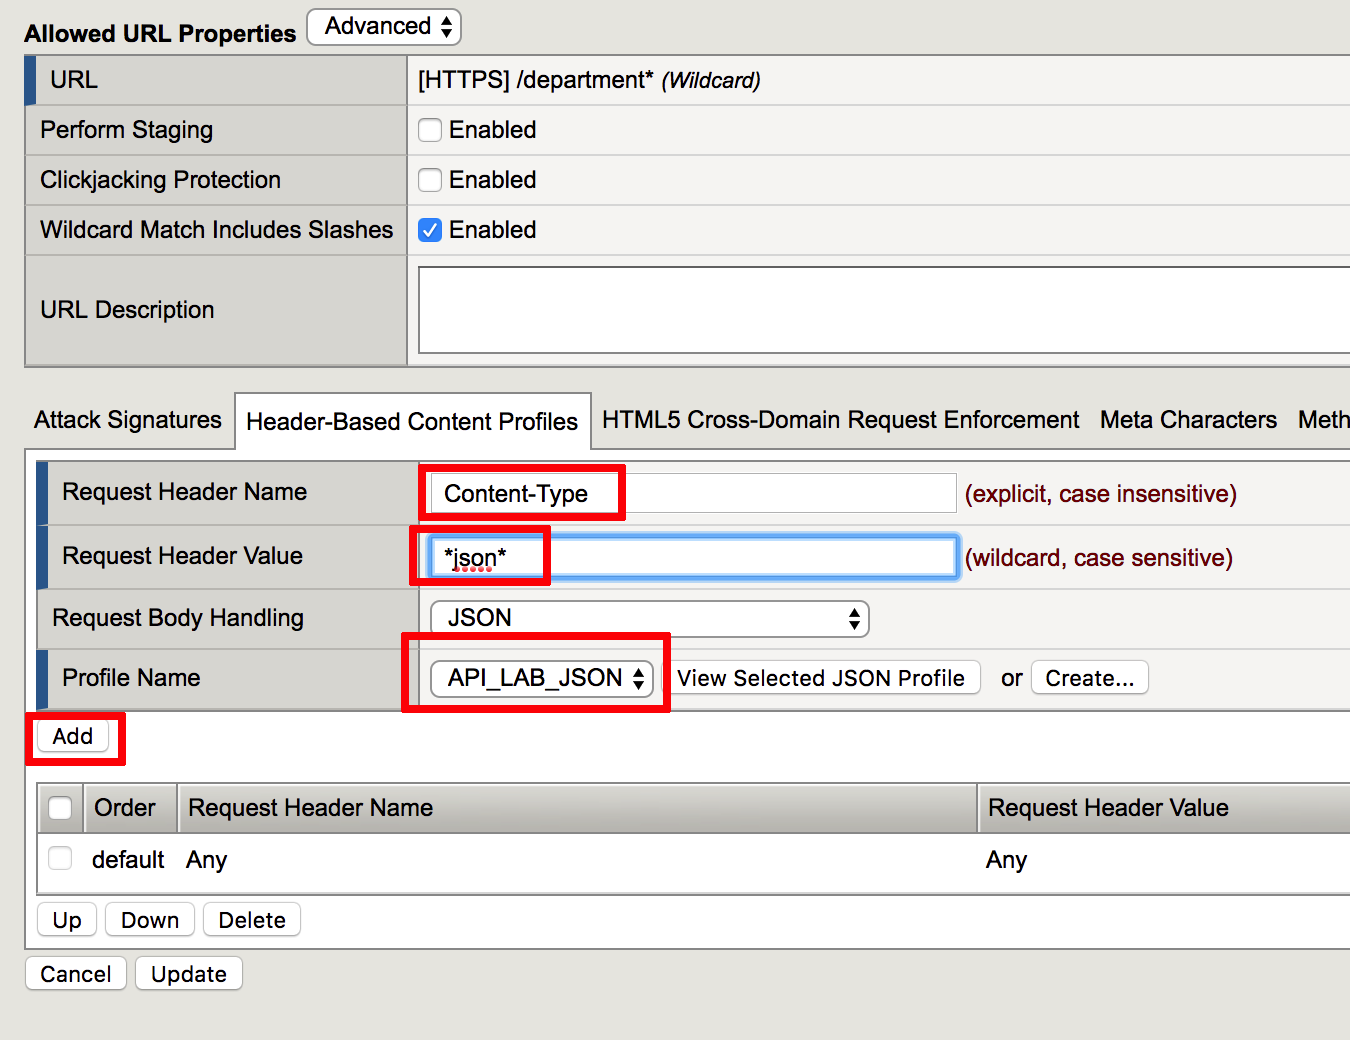 Allowed URL Properties Advanced
URL [HTTPS] /department* (Wildcard)
Perform Staging Enabled
Clickjacking Protection Enabled
Wildcard Match Includes Slashes Enabled
URL Description
Attack Signatures Header-Based Content Profiles HTML5 Cross-Domain Request Enforcement Meta Characters Meth
Request Header Name Content-Type (explicit, case insensitive)
Request Header Value *json* (wildcard, case sensitive)
Request Body Handling JSON
Profile Name API_LAB_JSON View Selected JSON Profile or Create...
Add
Order Request Header Name Request Header Value
default Any Any
Up Down Delete
Cancel Update